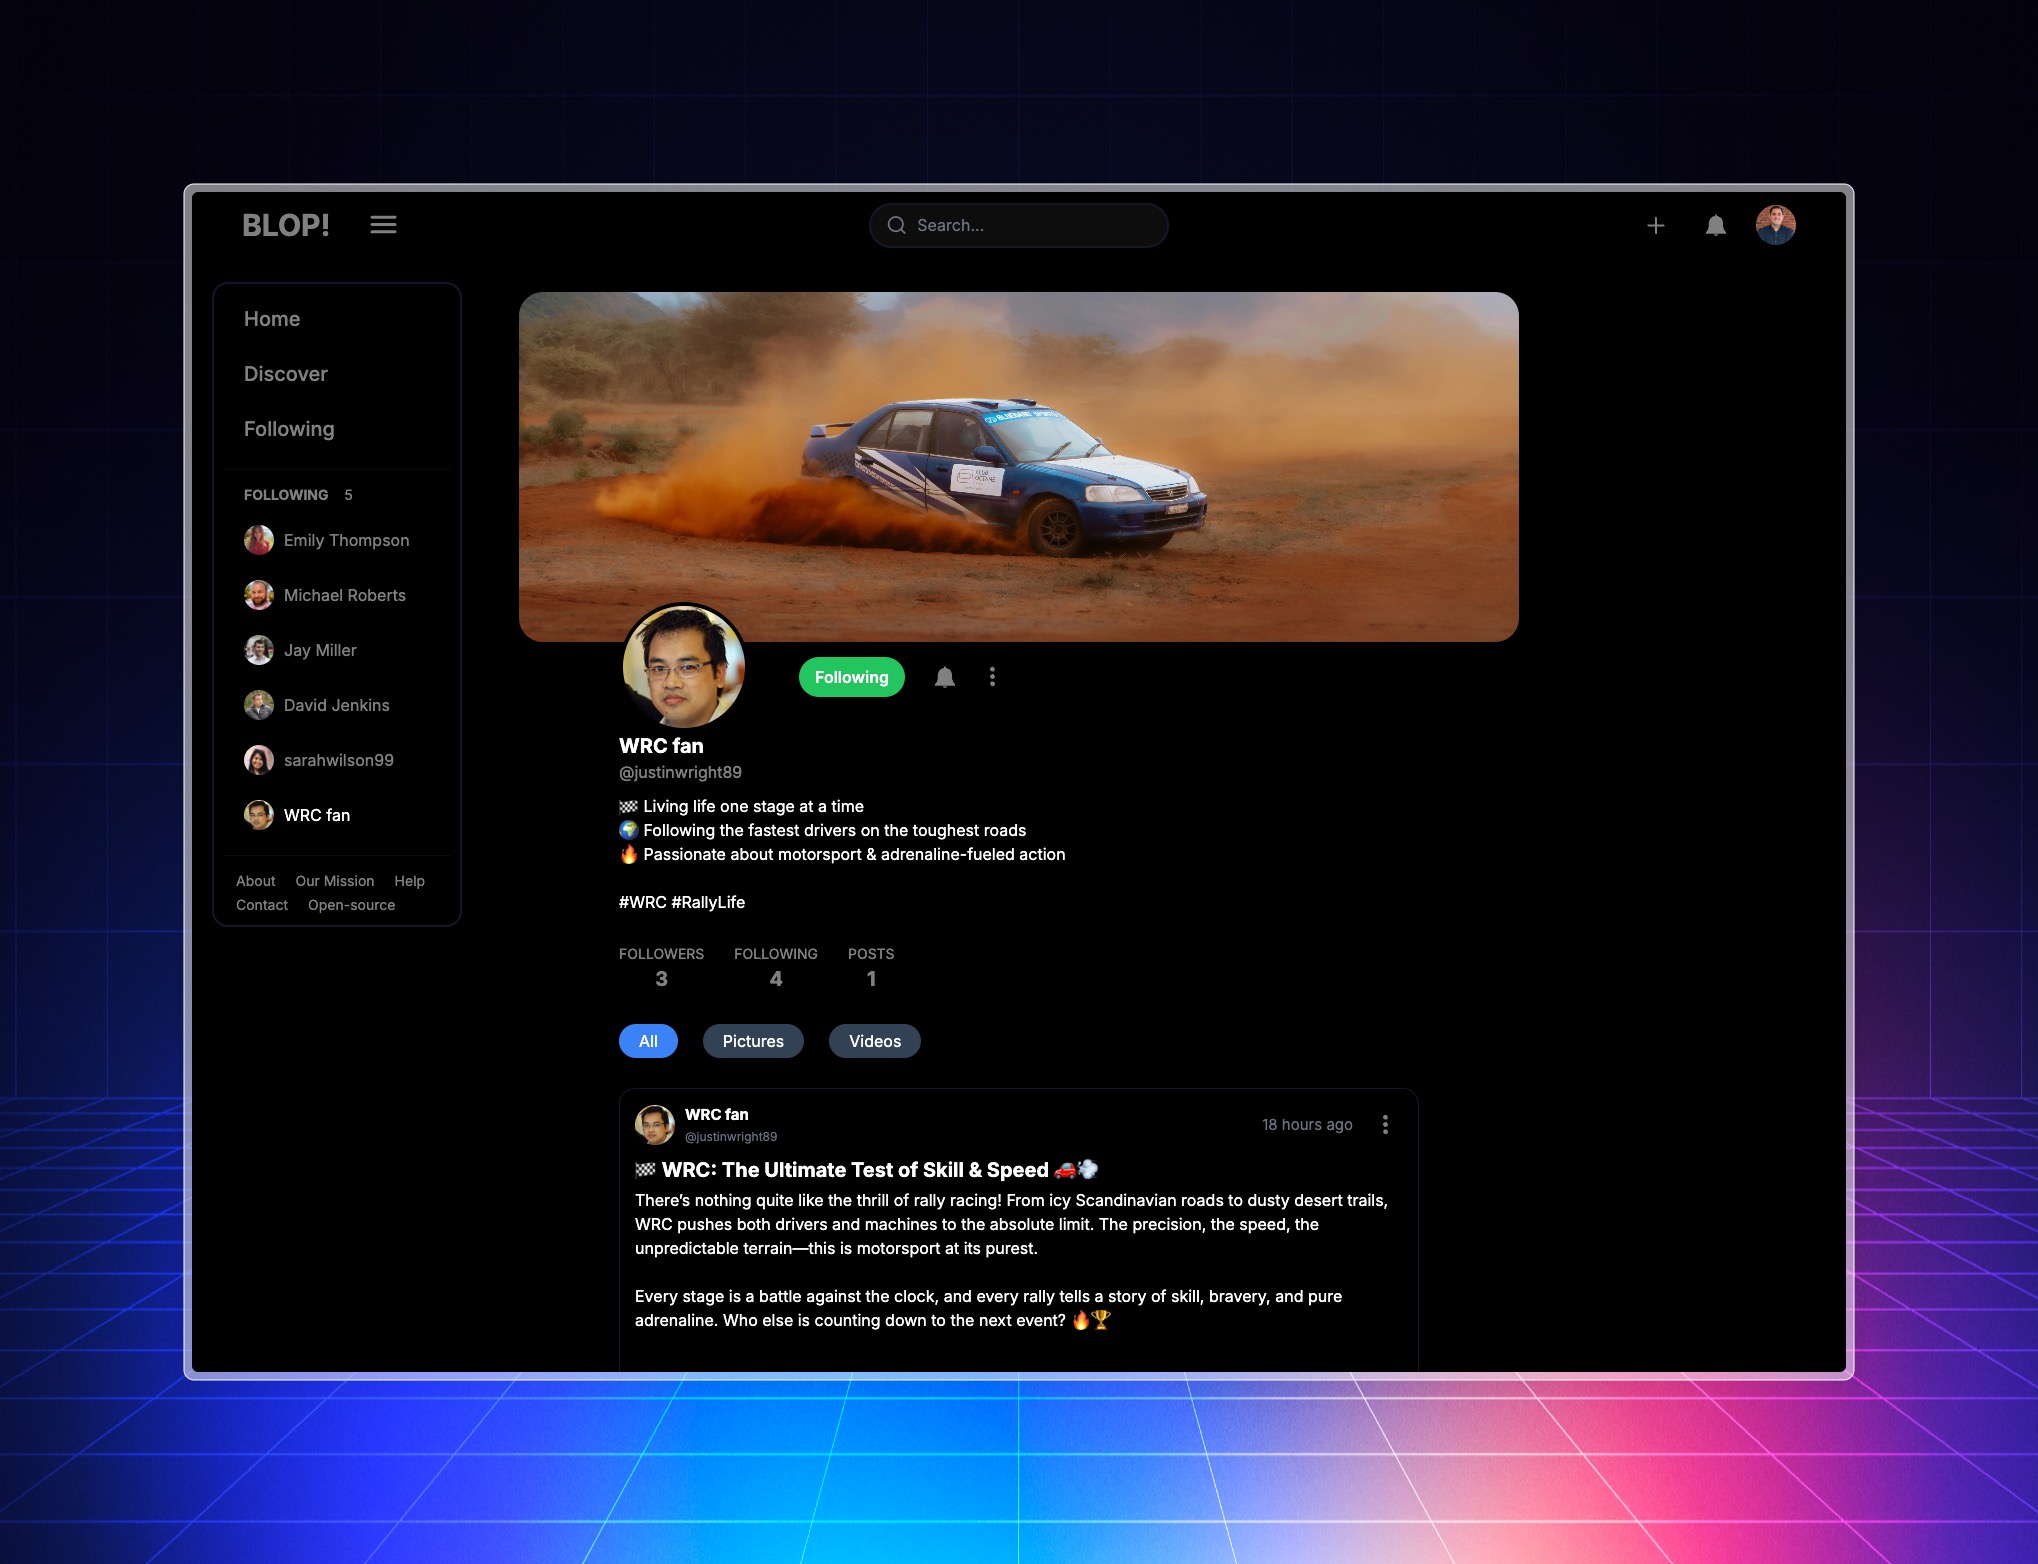 BLOP!
Search...
Home
Discover
Following
FOLLOWING 5
Emily Thompson
Michael Roberts
Jay Miller
David Jenkins
sarahwilson99
WRC fan
About Our Mission Help
Contact Open-source
CLUB
OCTANE
Following
WRC fan
@justinwright89
🏁 Living life one stage at a time
🌍 Following the fastest drivers on the toughest roads
🔥 Passionate about motorsport & adrenaline-fueled action
#WRC #RallyLife
FOLLOWERS FOLLOWING POSTS
3 4 1
All Pictures Videos
WRC fan
@justinwright89
18 hours ago
🏁 WRC: The Ultimate Test of Skill & Speed 🚗💨
There’s nothing quite like the thrill of rally racing! From icy Scandinavian roads to dusty desert trails,
WRC pushes both drivers and machines to the absolute limit. The precision, the speed, the
unpredictable terrain—this is motorsport at its purest.
Every stage is a battle against the clock, and every rally tells a story of skill, bravery, and pure
adrenaline. Who else is counting down to the next event? 🔥🏆